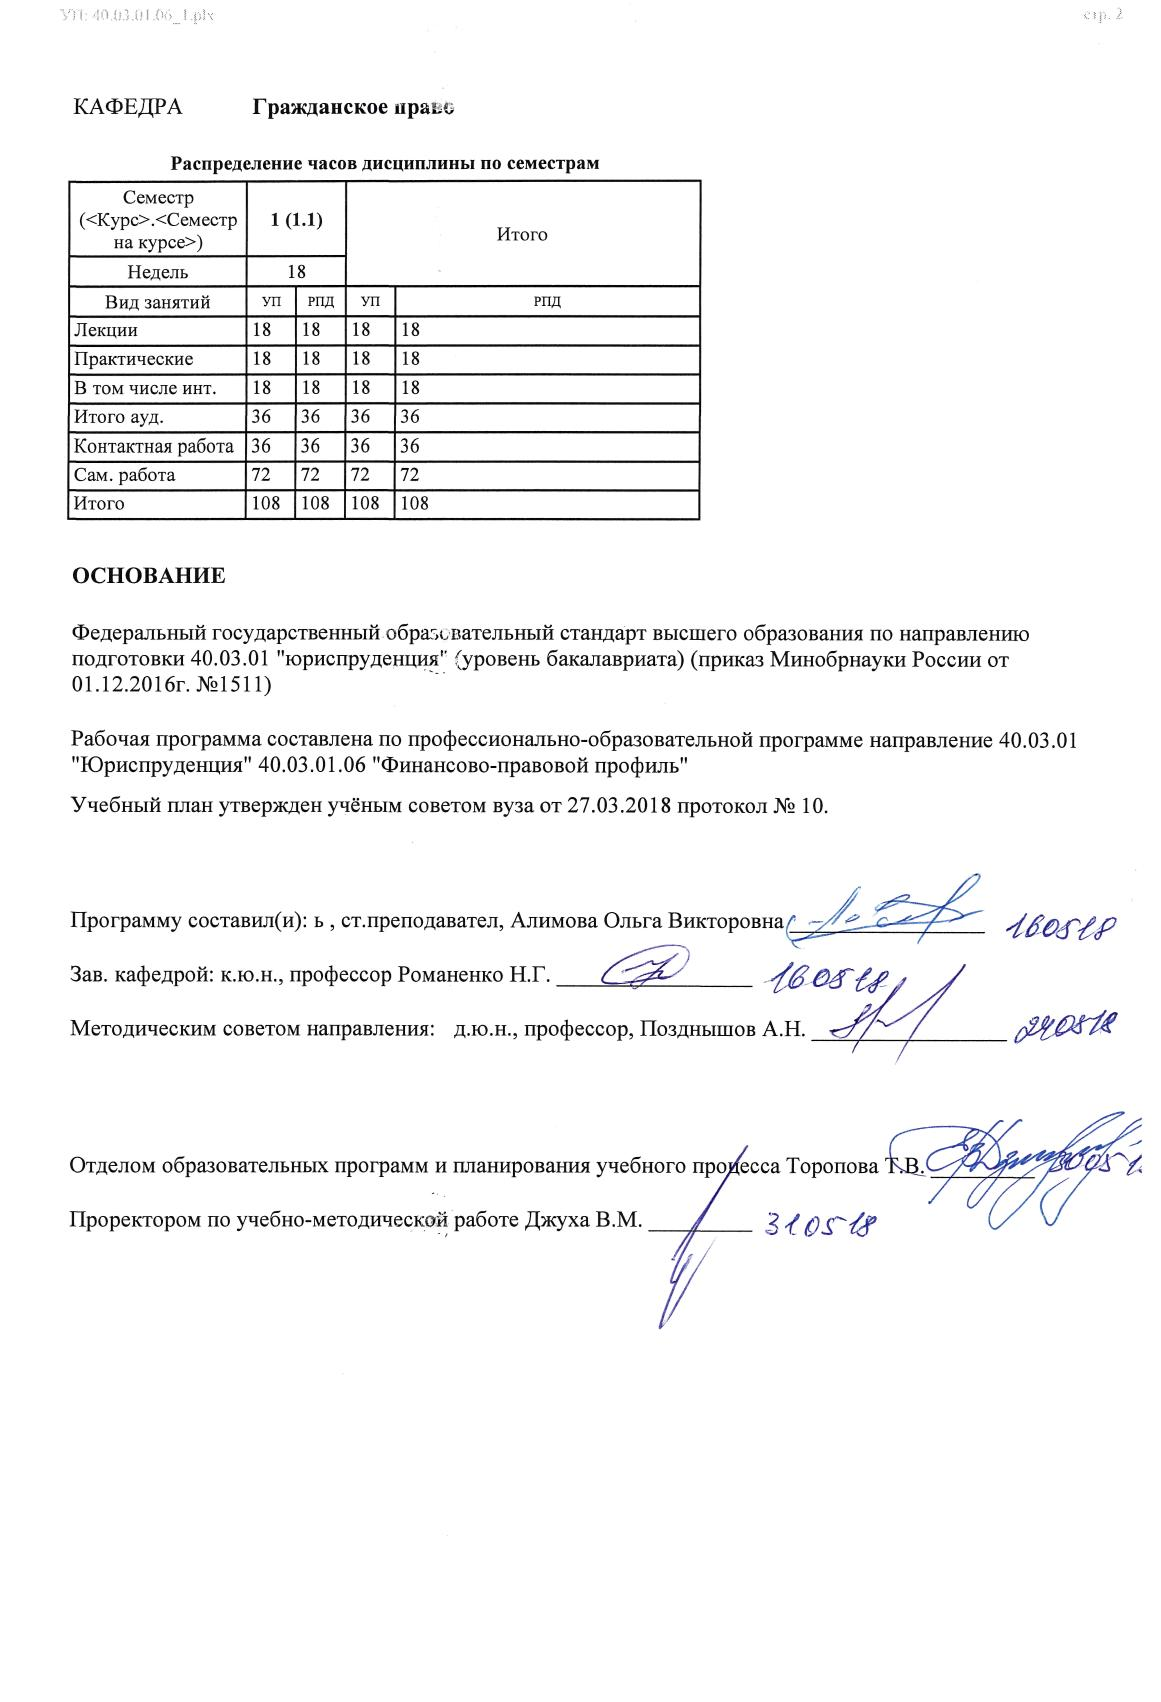 УП: 40.03.01.06_1.plx
стр. 2
КАФЕДРА Гражданское право
Распределение часов дисциплины по семестрам
Семестр (<Курс>.<Семестр на курсе>) 1 (1.1) Итого
Недель 18
Вид занятий УП РПД УП РПД
Лекции 18 18 18 18
Практические 18 18 18 18
В том числе инт. 18 18 18 18
Итого ауд. 36 36 36 36
Контактная работа 36 36 36 36
Сам. работа 72 72 72 72
Итого 108 108 108 108
ОСНОВАНИЕ
Федеральный государственный образовательный стандарт высшего образования по направлению
подготовки 40.03.01 "юриспруденция" (уровень бакалавриата) (приказ Минобрнауки России от
01.12.2016г. №1511)
Рабочая программа составлена по профессионально-образовательной программе направление 40.03.01
"Юриспруденция" 40.03.01.06 "Финансово-правовой профиль"
Учебный план утвержден учёным советом вуза от 27.03.2018 протокол № 10.
Программу составил(и): ь , ст.преподавател, Алимова Ольга Викторовна 160518
Зав. кафедрой: к.ю.н., профессор Романенко Н.Г. 160518
Методическим советом направления: д.ю.н., профессор, Позднышов А.Н. 240518
Отделом образовательных программ и планирования учебного процесса Торопова Т.В.
Проректором по учебно-методической работе Джуха В.М. 310518